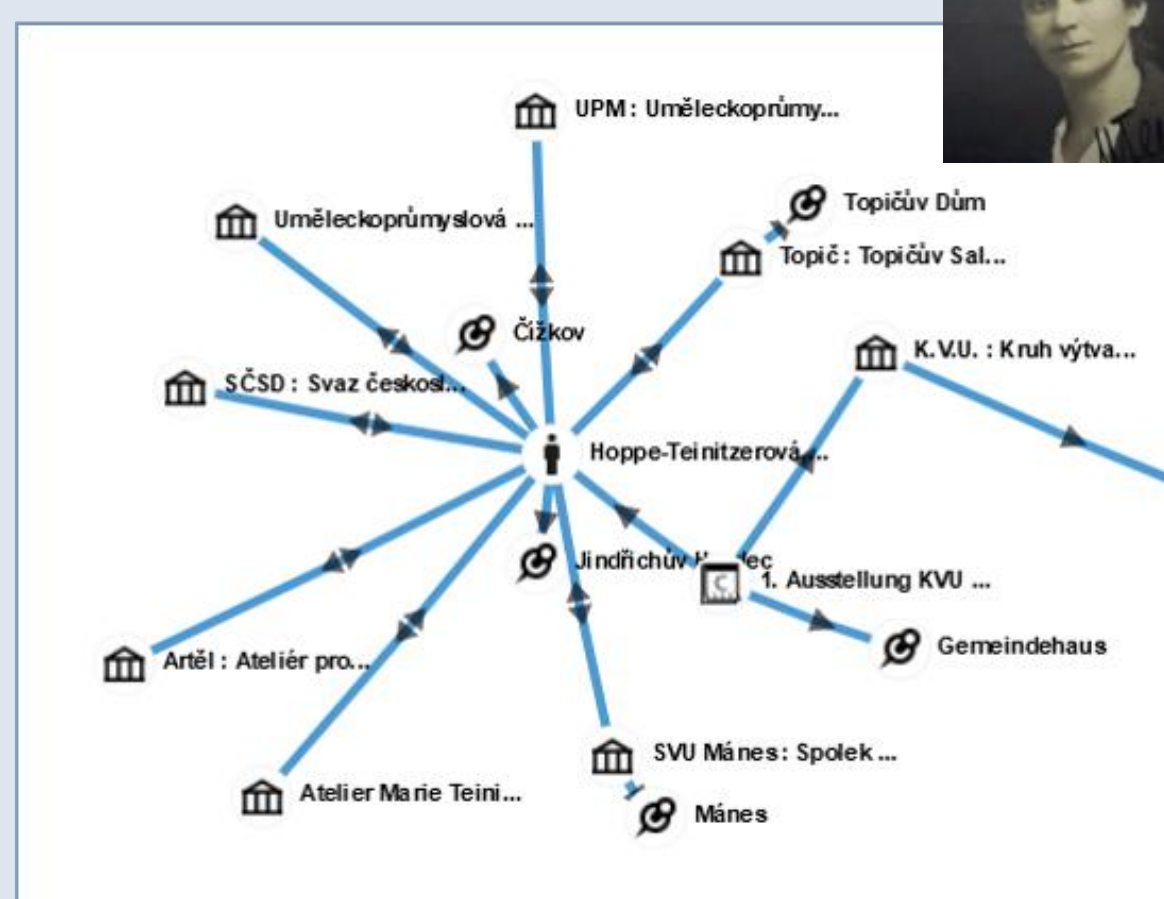 UPM : Uměleckoprůmy...
Topičův Dům
Uměleckoprůmyslová ...
Topič : Topičův Sal...
Čížkov
K.V.U. : Kruh výtva...
SČSD : Svaz českosl...
Hoppe-Teinitzerová,...
Jindřichův
1. Ausstellung KVU ...
Gemeindehaus
Artěl : Ateliér pro...
SVU Mánes : Spolek ...
Atelier Marie Teini...
Mánes